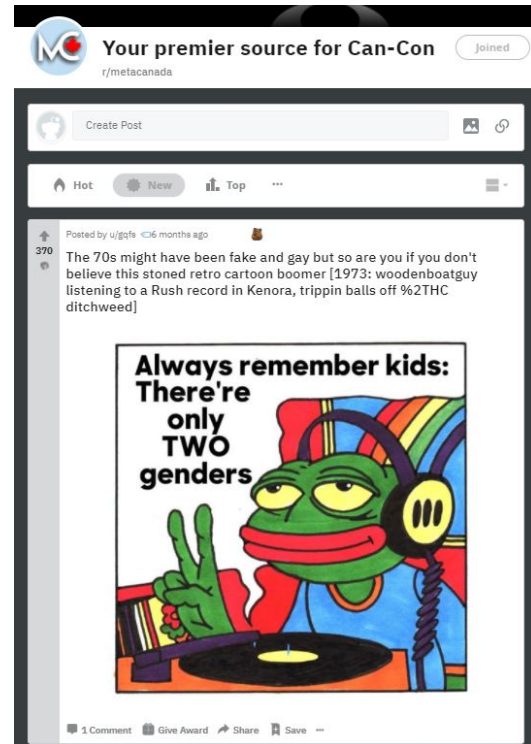 MC
Your premier source for Can-Con
Joined
r/metacanada
Create Post
Hot
New
Top
Posted by u/gqfs 6 months ago
370
The 70s might have been fake and gay but so are you if you don't
believe this stoned retro cartoon boomer [1973: woodenboatguy
listening to a Rush record in Kenora, trippin balls off %2THC
ditchweed]
Always remember kids:
There're
only
TWO
genders
1 Comment
Give Award
Share
Save